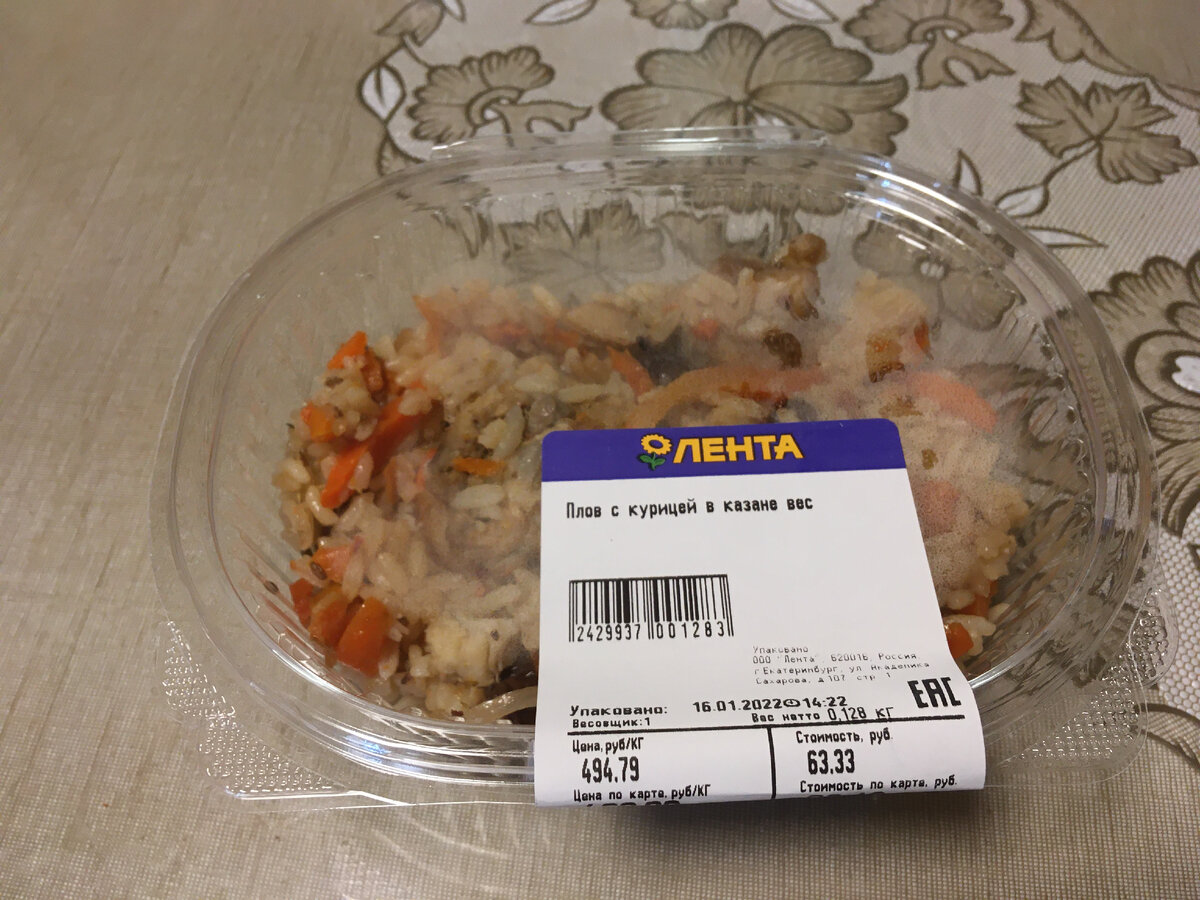 ЛЕНТА
Плов с курицей в казане вес
2429937 001283
Упаковано
ООО "Лента", 620016, Россия
г Екатеринбург, ул. Академика
Сахарова, д 107 стр 1
EAC
Упаковано: 16.01.2022 14:22
Весовщик:1 Вес нетто 0,128 КГ
Цена,руб/КГ Стоимость, руб.
494,79 63,33
Цена по карте, руб/КГ Стоимость по карте, руб.